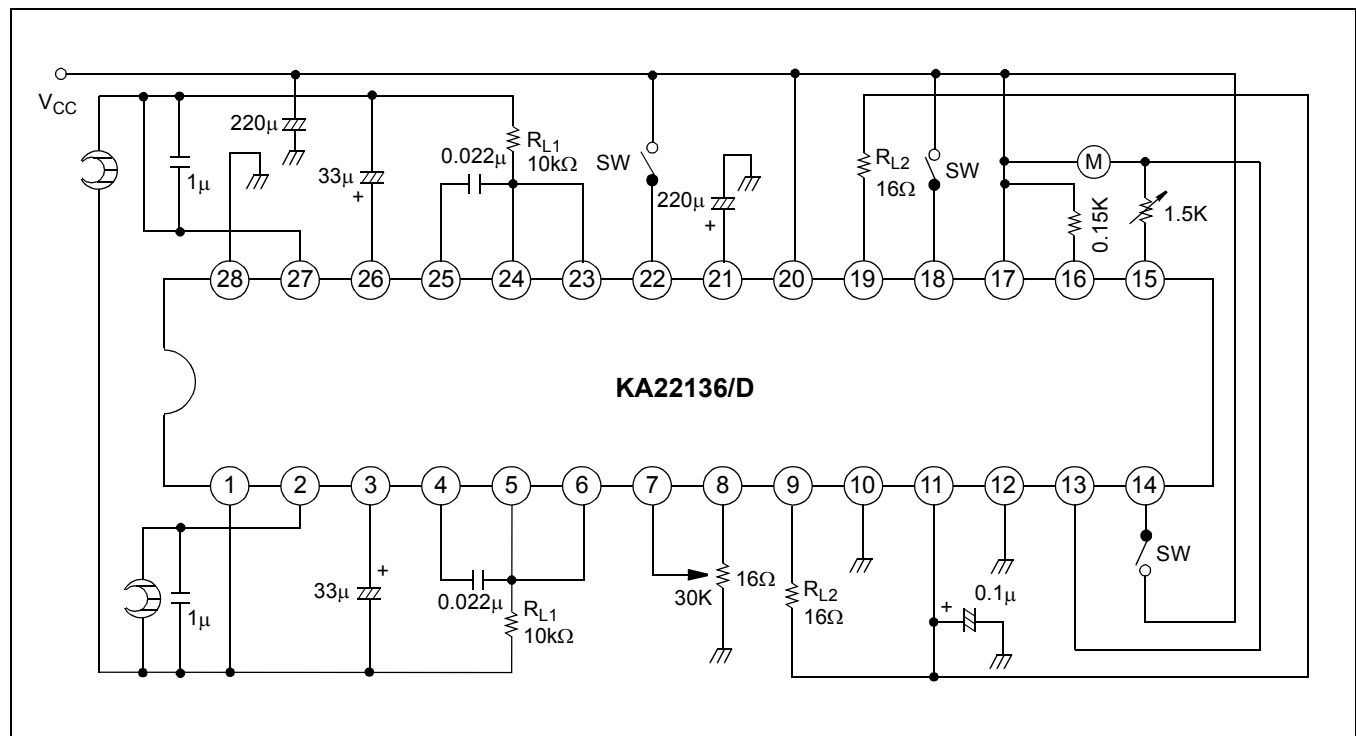 VCC
220μ
1μ
33μ
+
0.022μ
RL1
10kΩ
SW
220μ
+
RL2
16Ω
SW
M
0.15K
1.5K
28 27 26 25 24 23 22 21 20 19 18 17 16 15
KA22136/D
1 2 3 4 5 6 7 8 9 10 11 12 13 14
1μ
33μ
+
0.022μ
RL1
10kΩ
30K
16Ω
RL2
16Ω
+
0.1μ
SW